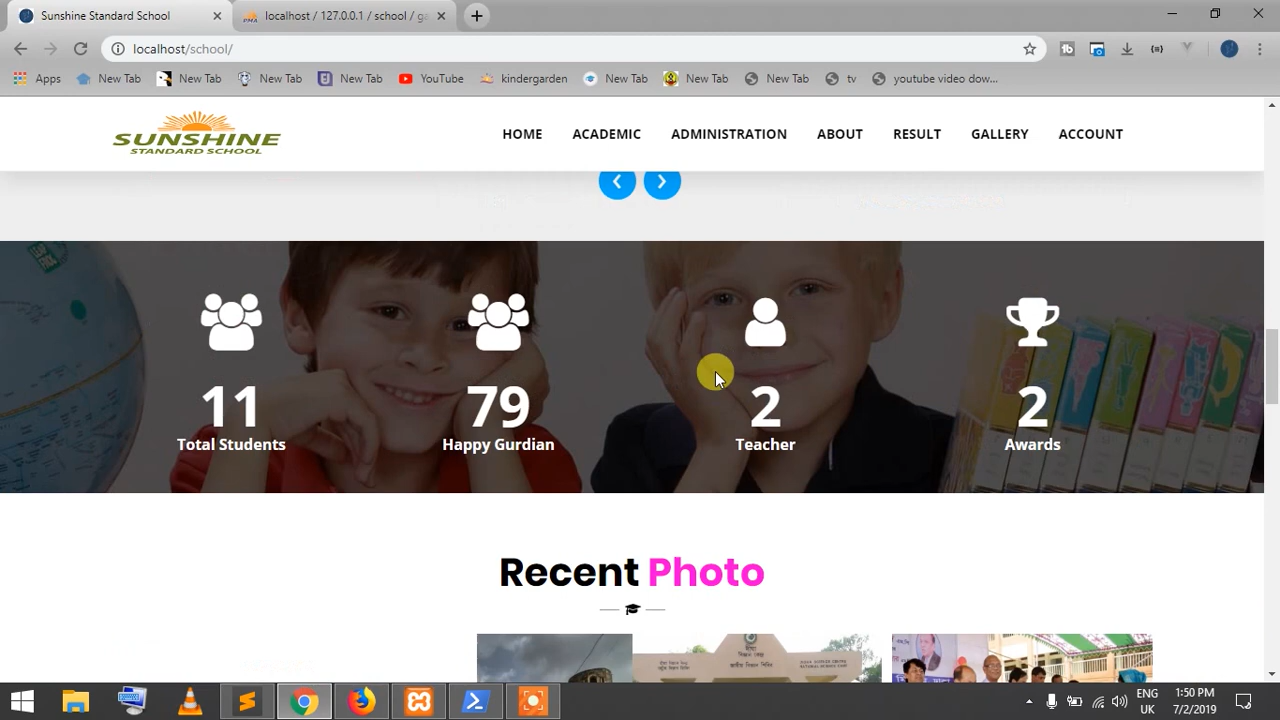 Sunshine Standard School
localhost / 127.0.0.1 / school / ga
localhost/school/
Apps
New Tab
New Tab
New Tab
New Tab
YouTube
kindergarden
New Tab
New Tab
New Tab
tv
youtube video dow...
SUNSHINE
STANDARD SCHOOL
HOME
ACADEMIC
ADMINISTRATION
ABOUT
RESULT
GALLERY
ACCOUNT
11
Total Students
79
Happy Gurdian
2
Teacher
2
Awards
Recent Photo
ENG
UK
1:50 PM
7/2/2019